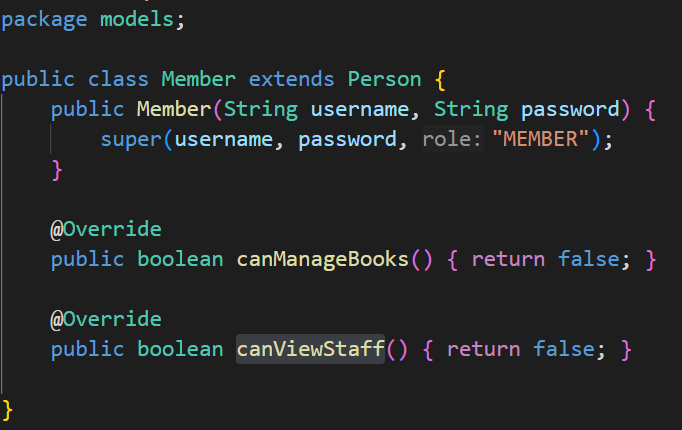 package models;
public class Member extends Person {
    public Member(String username, String password) {
        super(username, password, role: "MEMBER");
    }
    @Override
    public boolean canManageBooks() { return false; }
    @Override
    public boolean canViewStaff() { return false; }
}